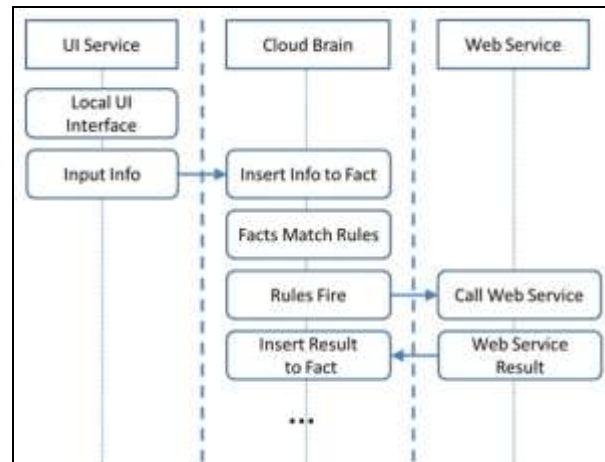 UI Service
Cloud Brain
Web Service
Local UI
Interface
Input Info
Insert Info to Fact
Facts Match Rules
Rules Fire
Call Web Service
Insert Result
to Fact
Web Service
Result
...